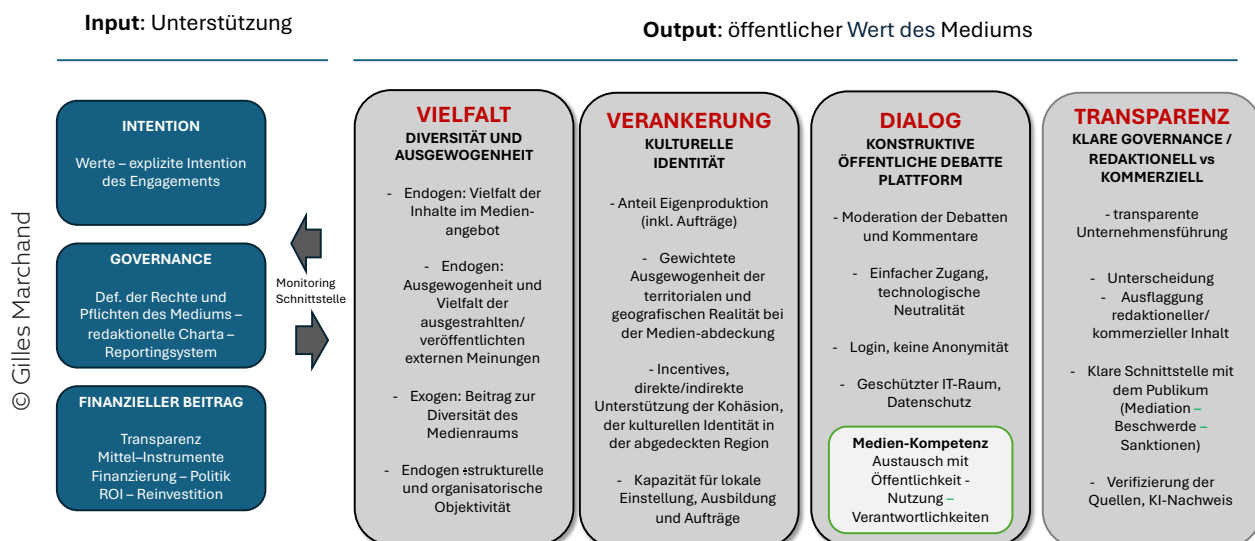 Input: Unterstützung
Output: öffentlicher Wert des Mediums
© Gilles Marchand
INTENTION
Werte – explizite Intention
des Engagements
GOVERNANCE
Def. der Rechte und
Pflichten des Mediums –
redaktionelle Charta –
Reportingsystem
FINANZIELLER BEITRAG
Transparenz
Mittel–Instrumente
Finanzierung – Politik
ROI – Reinvestition
Monitoring
Schnittstelle
VIELFALT
DIVERSITÄT UND
AUSGEWOGENHEIT
- Endogen: Vielfalt der
Inhalte im Medien-
angebot
- Endogen:
Ausgewogenheit und
Vielfalt der
ausgestrahlten/
veröffentlichten
externen Meinungen
- Exogen: Beitrag zur
Diversität des
Medienraums
- Endogen :strukturelle
und organisatorische
Objektivität
VERANKERUNG
KULTURELLE
IDENTITÄT
- Anteil Eigenproduktion
(inkl. Aufträge)
- Gewichtete
Ausgewogenheit der
territorialen und
geografischen Realität bei
der Medien-abdeckung
- Incentives,
direkte/indirekte
Unterstützung der Kohäsion,
der kulturellen Identität in
der abgedeckten Region
- Kapazität für lokale
Einstellung, Ausbildung
und Aufträge
DIALOG
KONSTRUKTIVE
ÖFFENTLICHE DEBATTE
PLATTFORM
- Moderation der Debatten
und Kommentare
- Einfacher Zugang,
technologische
Neutralität
- Login, keine Anonymität
- Geschützter IT-Raum,
Datenschutz
Medien-Kompetenz
Austausch mit
Öffentlichkeit -
Nutzung –
Verantwortlichkeiten
TRANSPARENZ
KLARE GOVERNANCE /
REDAKTIONELL vs
KOMMERZIELL
- transparente
Unternehmensführung
- Unterscheidung
- Ausflaggung
redaktioneller/
kommerzieller Inhalt
- Klare Schnittstelle mit
dem Publikum
(Mediation –
Beschwerde –
Sanktionen)
- Verifizierung der
Quellen, KI-Nachweis